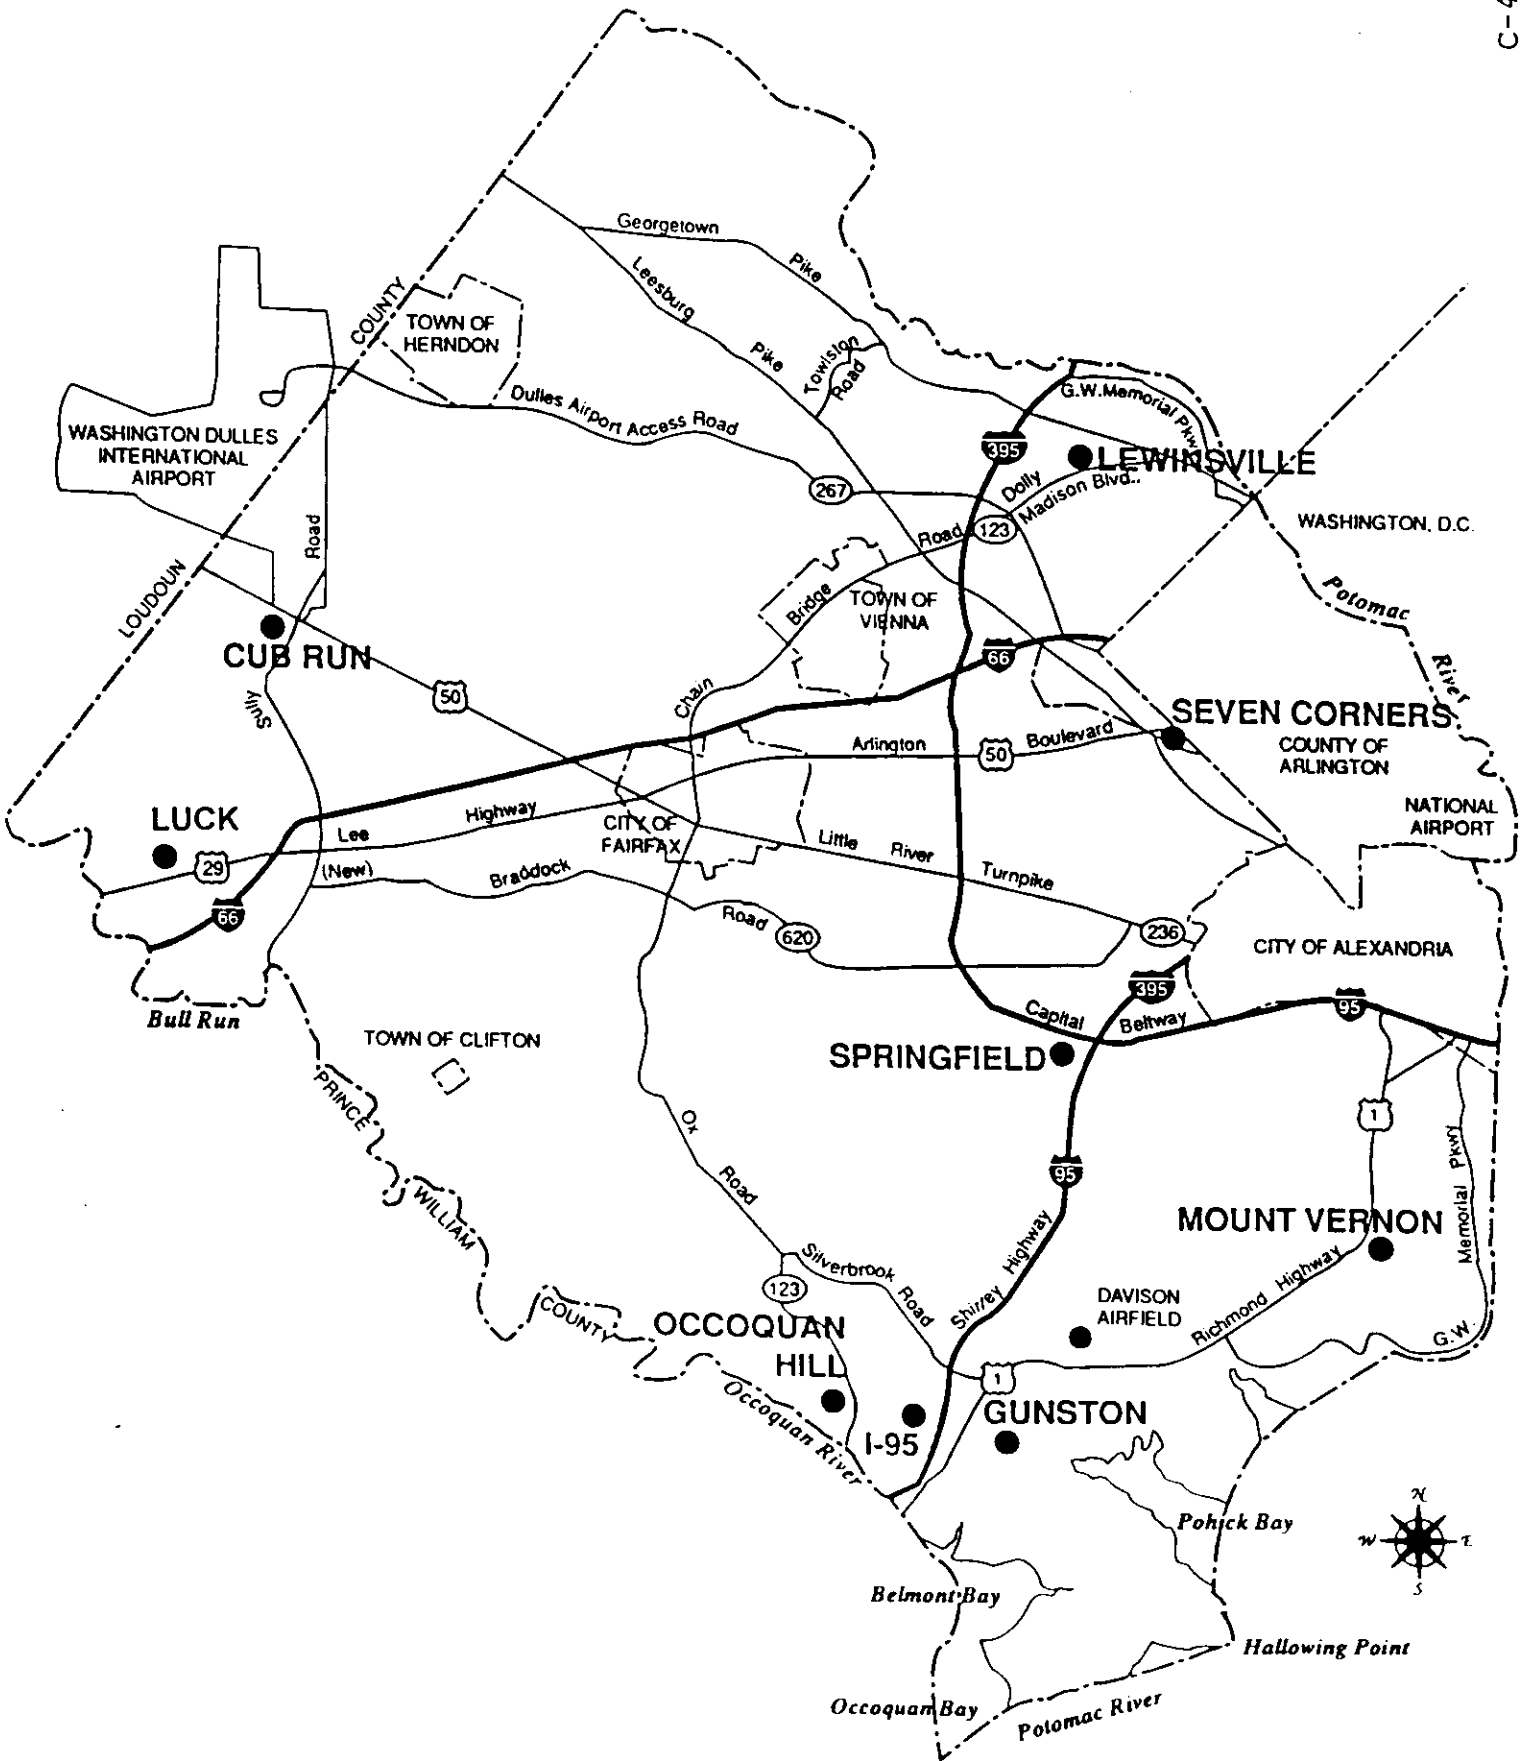 C-4
Georgetown
Pike
Leesburg
Pike
Towlston
Road
COUNTY
TOWN OF
HERNDON
Dulles Airport Access Road
G.W. Memorial Pkwy
WASHINGTON DULLES
INTERNATIONAL
AIRPORT
395
LEWINSVILLE
Dolly
Madison Blvd..
267
123
Road
Road
WASHINGTON, D.C.
LOUDOUN
Bridge
TOWN OF
VIENNA
Potomac
River
CUB RUN
66
50
Chain
Sully
SEVEN CORNERS
Arlington
50
Boulevard
COUNTY OF
ARLINGTON
LUCK
Highway
Lee
CITY OF
FAIRFAX
NATIONAL
AIRPORT
29
(New)
Braddock
Little
River
Turnpike
66
Road
620
236
CITY OF ALEXANDRIA
395
95
Bull Run
Capital
Beltway
TOWN OF CLIFTON
SPRINGFIELD
PRINCE
Ox
Road
1
95
Memorial Pkwy
WILLIAM
MOUNT VERNON
Silverbrook
Road
Shirley Highway
123
DAVISON
AIRFIELD
Richmond Highway
COUNTY
OCCOQUAN
HILL
G.W.
1
Occoquan River
I-95
GUNSTON
N
W
E
S
Pohick Bay
Belmont Bay
Hallowing Point
Occoquan Bay
Potomac River